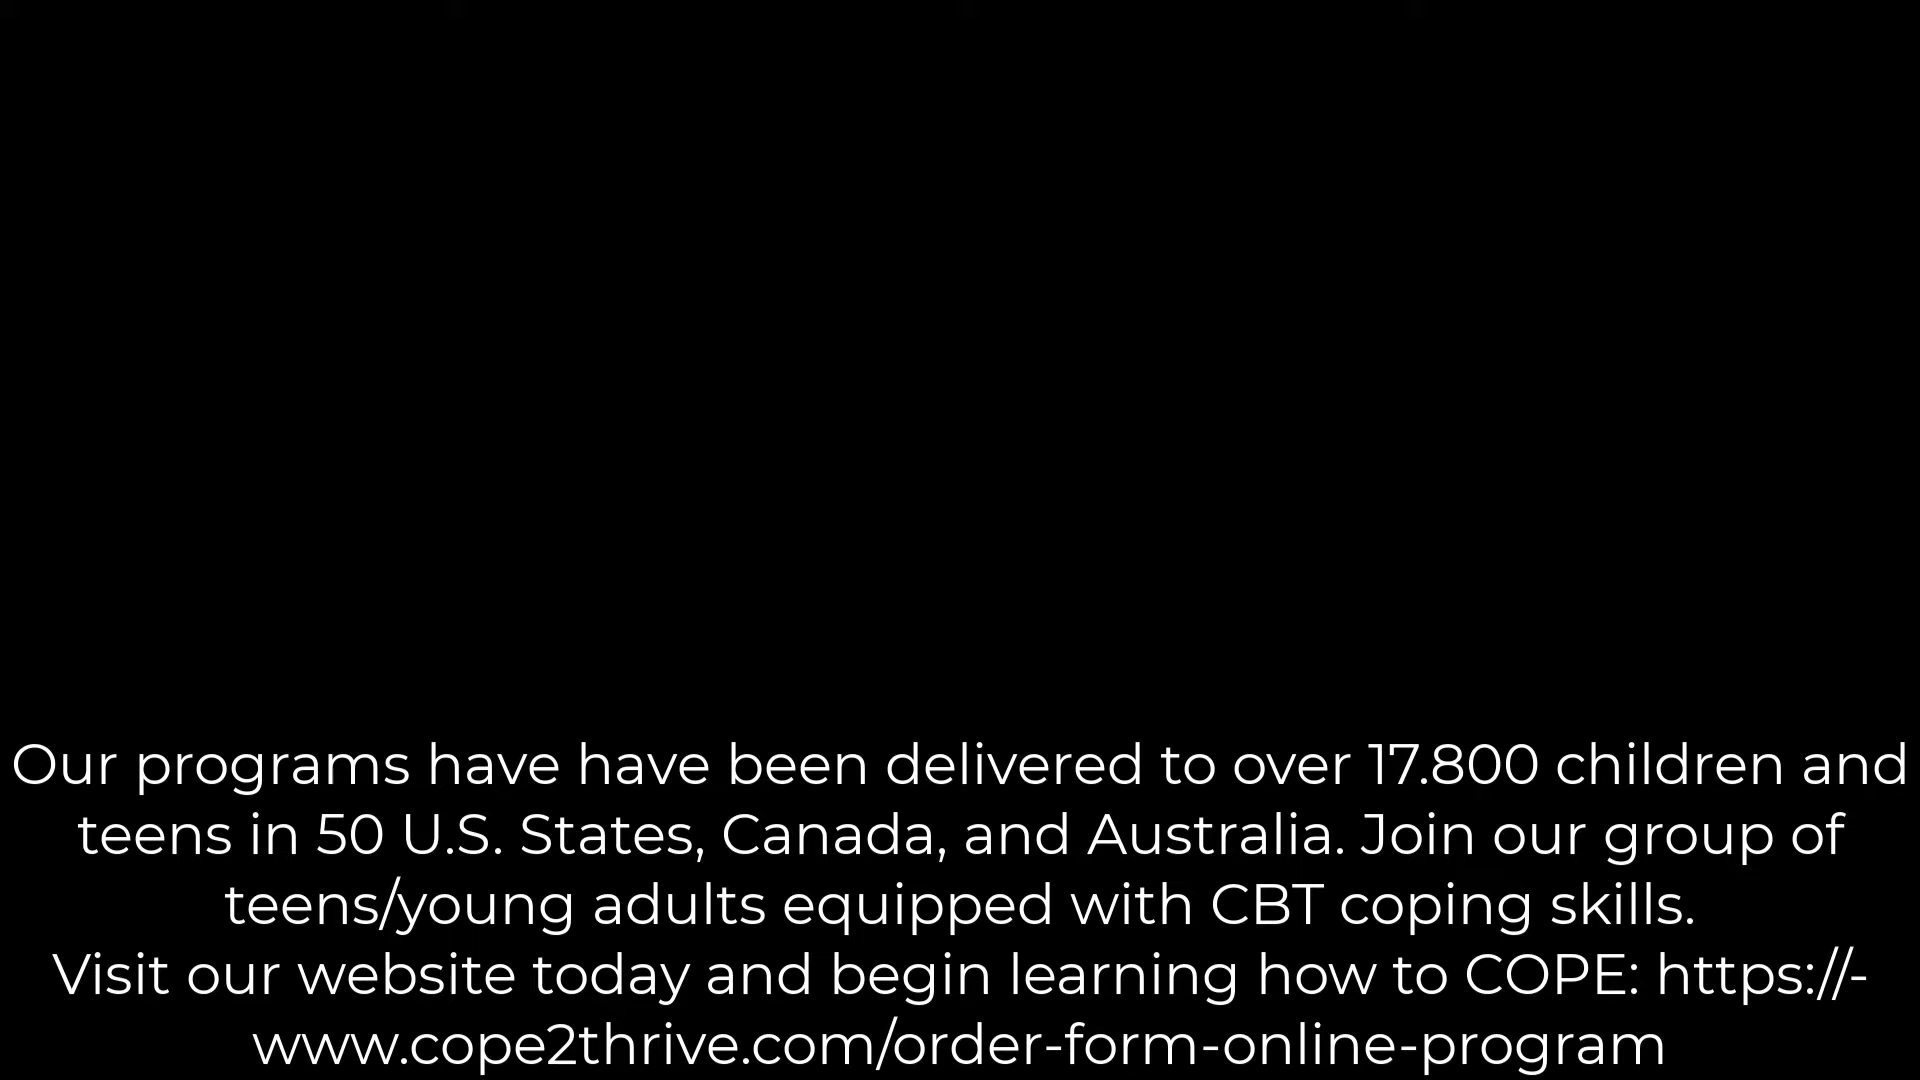 Our programs have have been delivered to over 17.800 children and
teens in 50 U.S. States, Canada, and Australia. Join our group of
teens/young adults equipped with CBT coping skills.
Visit our website today and begin learning how to COPE: https://-
www.cope2thrive.com/order-form-online-program